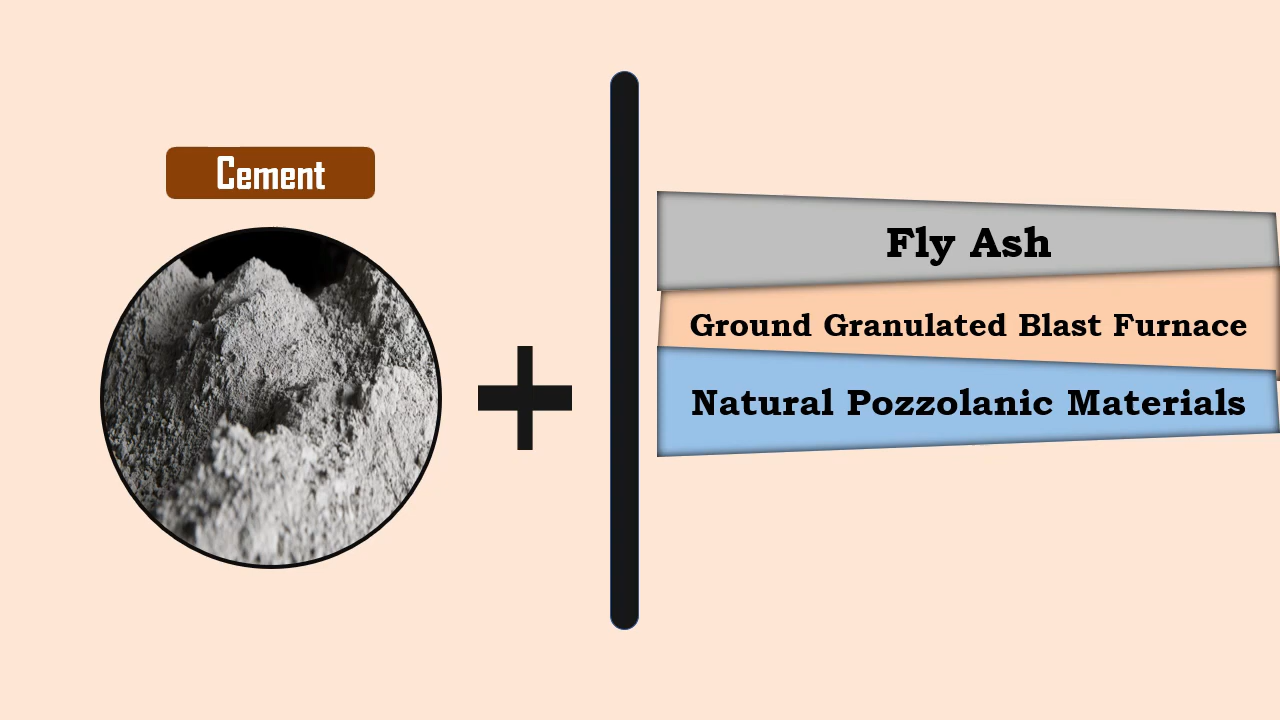 Cement
Fly Ash
Ground Granulated Blast Furnace
Natural Pozzolanic Materials